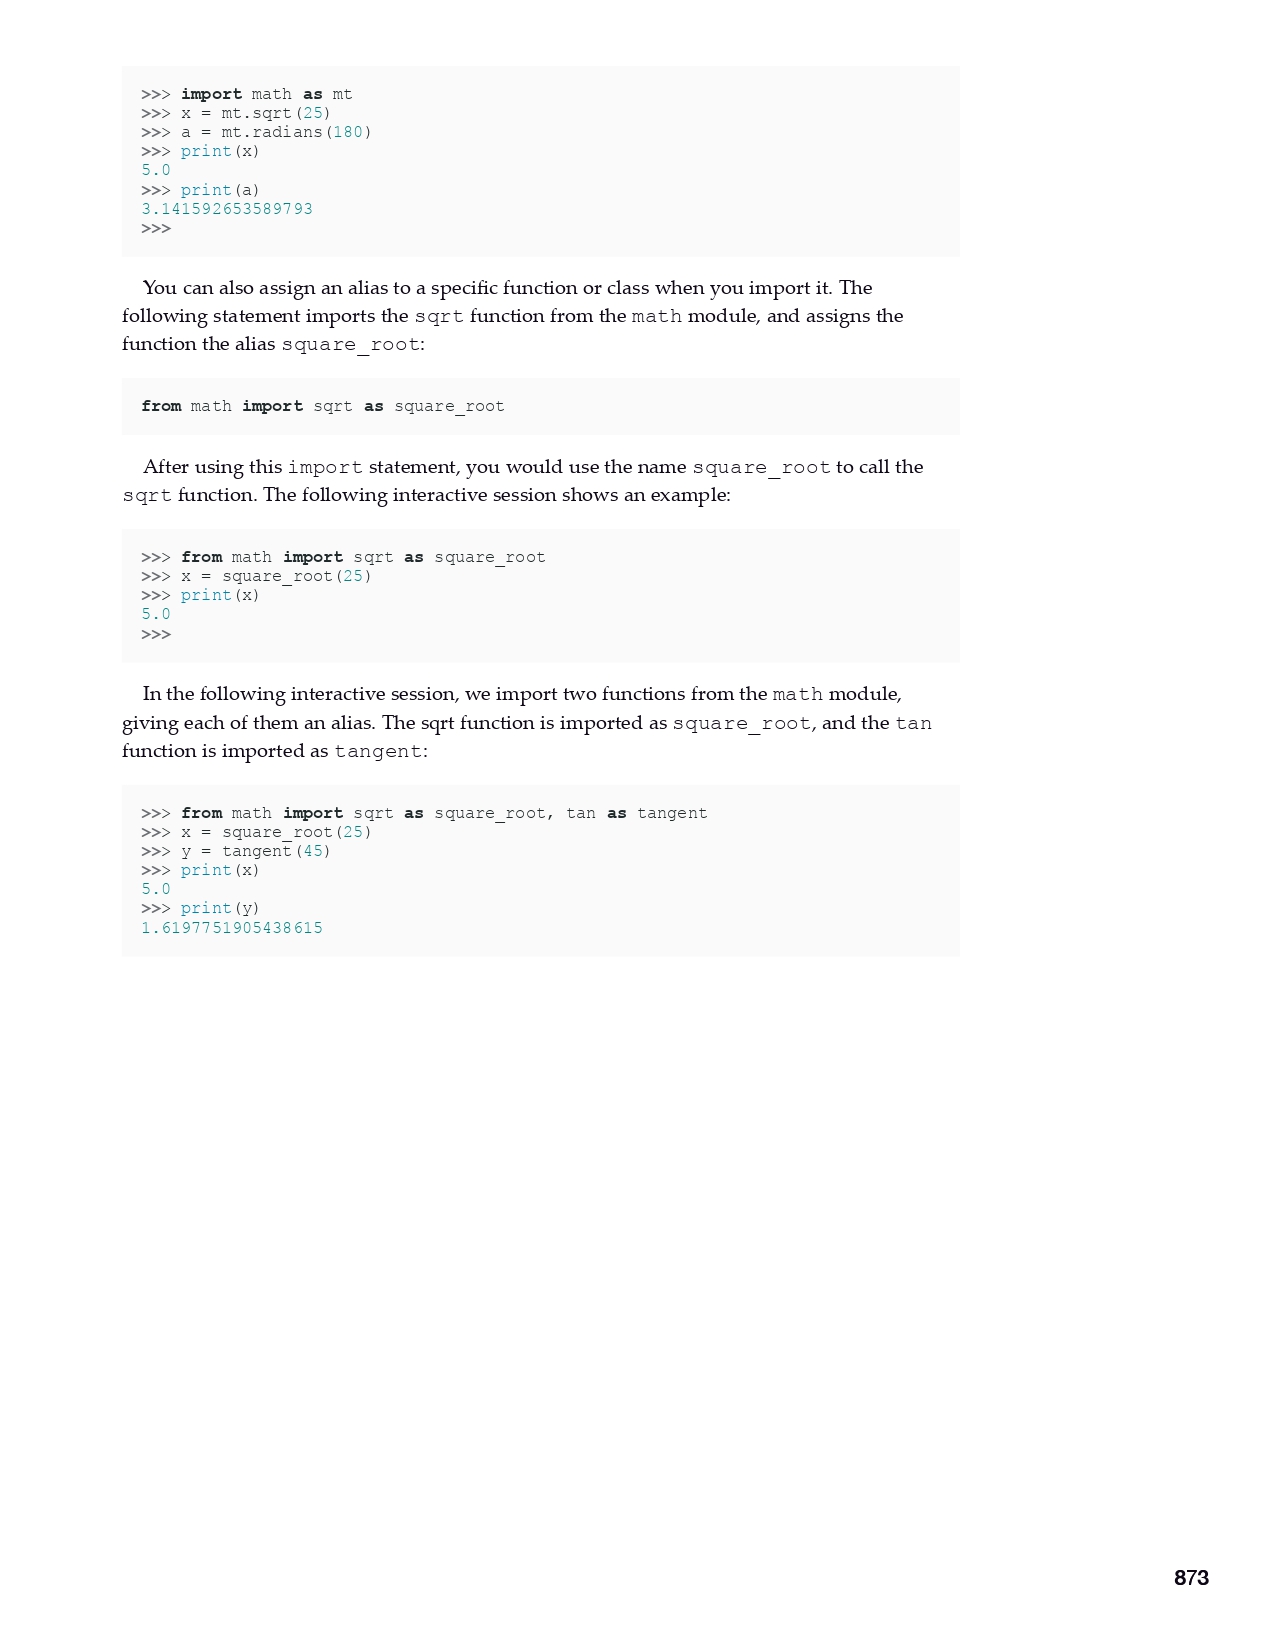 >>> import math as mt
>>> x = mt.sqrt(25)
>>> a = mt.radians(180)
>>> print(x)
5.0
>>> print(a)
3.141592653589793
>>>
You can also assign an alias to a specific function or class when you import it. The
following statement imports the sqrt function from the math module, and assigns the
function the alias square_root:
from math import sqrt as square_root
After using this import statement, you would use the name square_root to call the
sqrt function. The following interactive session shows an example:
>>> from math import sqrt as square_root
>>> x = square_root(25)
>>> print(x)
5.0
>>>
In the following interactive session, we import two functions from the math module,
giving each of them an alias. The sqrt function is imported as square_root, and the tan
function is imported as tangent:
>>> from math import sqrt as square_root, tan as tangent
>>> x = square_root(25)
>>> y = tangent(45)
>>> print(x)
5.0
>>> print(y)
1.6197751905438615
873